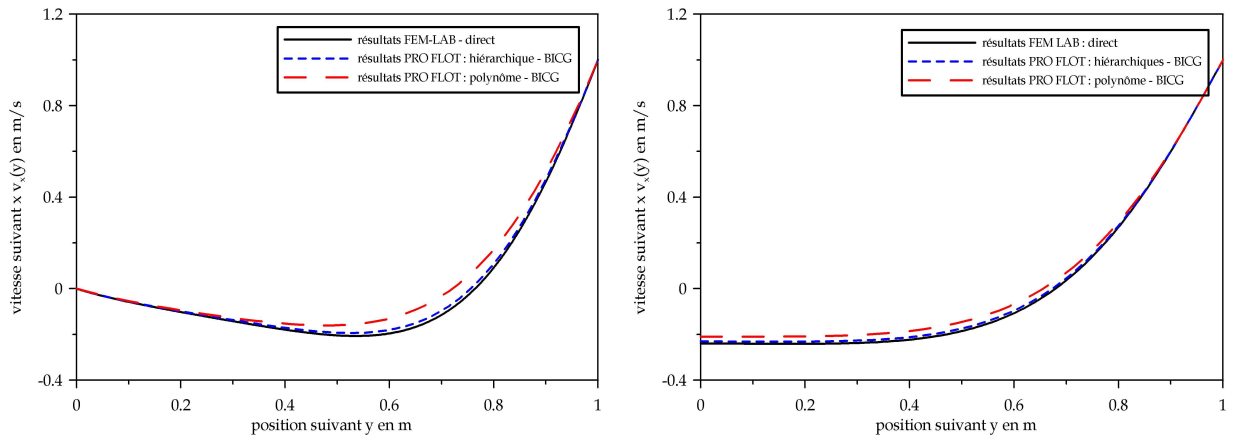 1.2
0.8
0.4
0
-0.4
vitesse suivant x vx(y) en m/s
résultats FEM-LAB - direct
résultats PRO FLOT : hiérarchique - BICG
résultats PRO FLOT : polynôme - BICG
0 0.2 0.4 0.6 0.8 1
position suivant y en m
1.2
0.8
0.4
0
-0.4
vitesse suivant x vx(y) en m/s
résultats FEM LAB : direct
résultats PRO FLOT : hiérarchiques - BICG
résultats PRO FLOT : polynôme - BICG
0 0.2 0.4 0.6 0.8 1
position suivant y en m